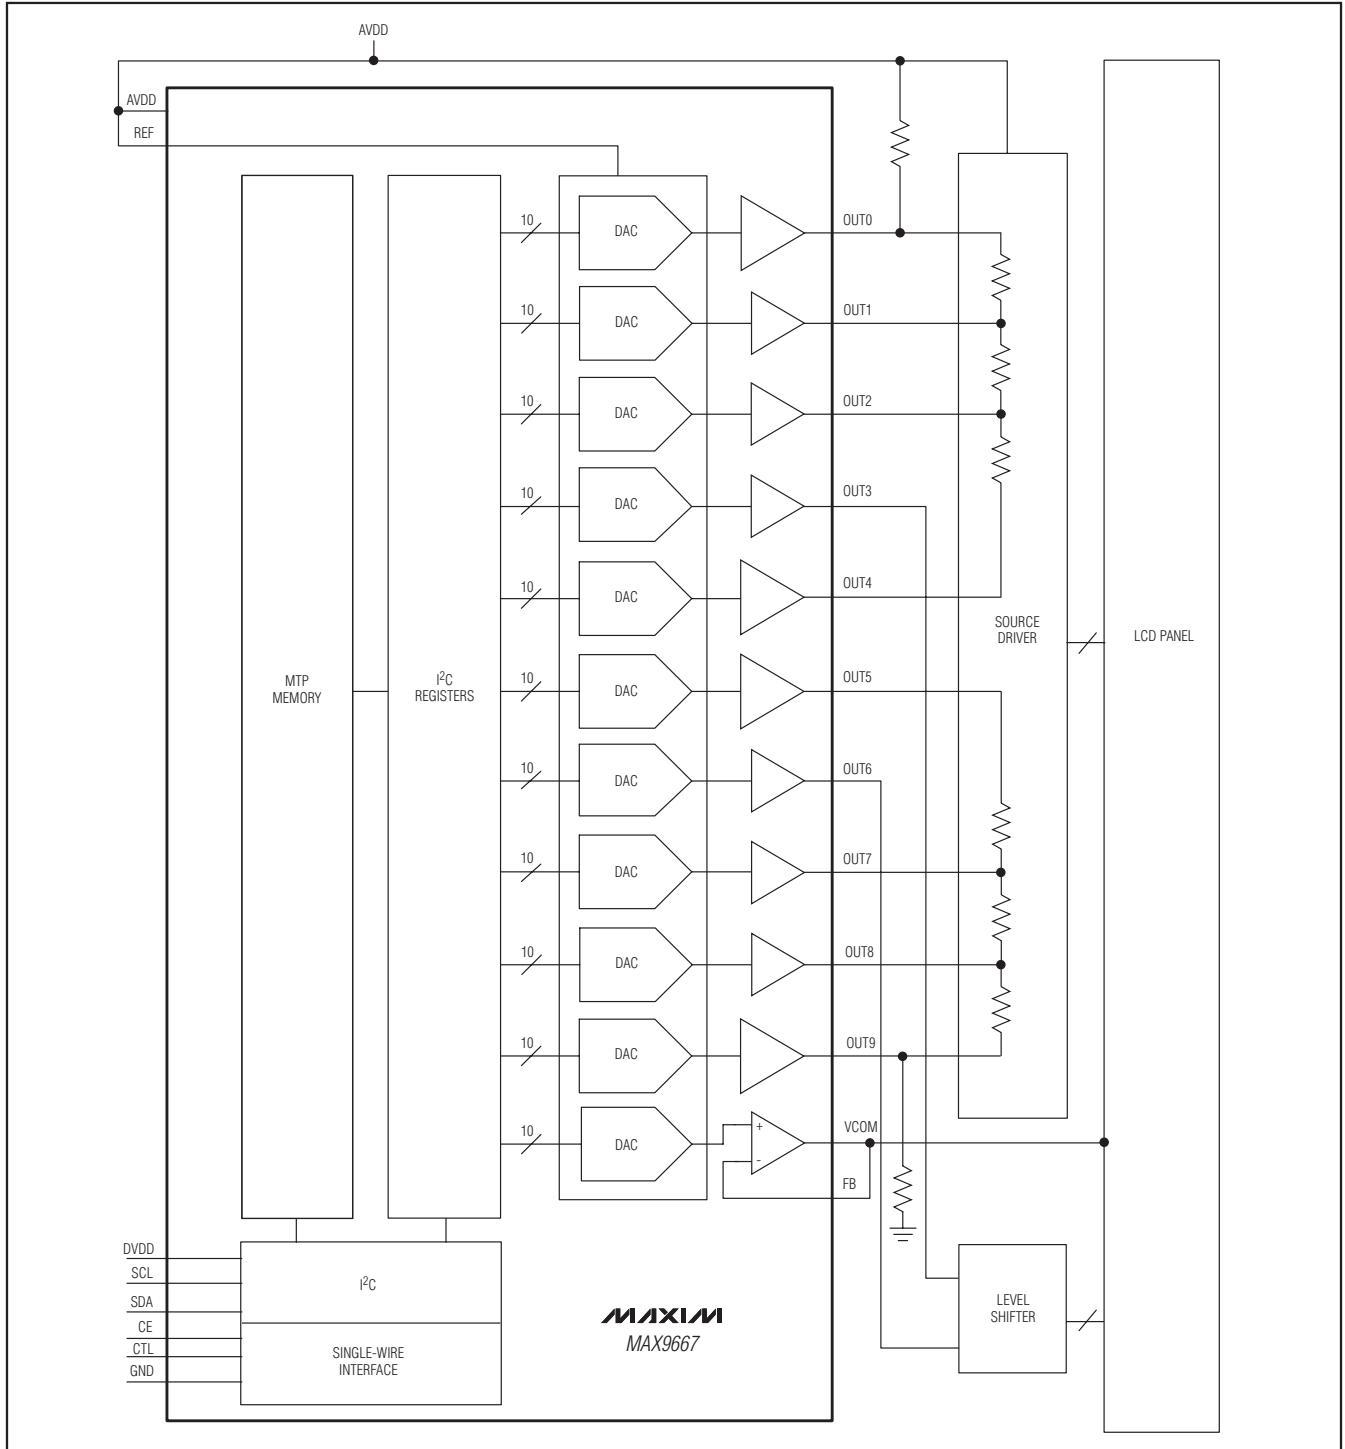 AVDD
AVDD
REF
10
DAC
OUT0
10
DAC
OUT1
10
DAC
OUT2
10
DAC
OUT3
10
DAC
OUT4
SOURCE
DRIVER
LCD PANEL
MTP
MEMORY
I²C
REGISTERS
10
DAC
OUT5
10
DAC
OUT6
10
DAC
OUT7
10
DAC
OUT8
10
DAC
OUT9
10
DAC
+
-
VCOM
FB
DVDD
SCL
SDA
CE
CTL
GND
I²C
SINGLE-WIRE
INTERFACE
MAXIM
MAX9667
LEVEL
SHIFTER